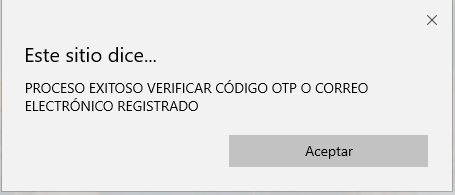 Este sitio dice...
PROCESO EXITOSO VERIFICAR CÓDIGO OTP O CORREO
ELECTRÓNICO REGISTRADO
Aceptar